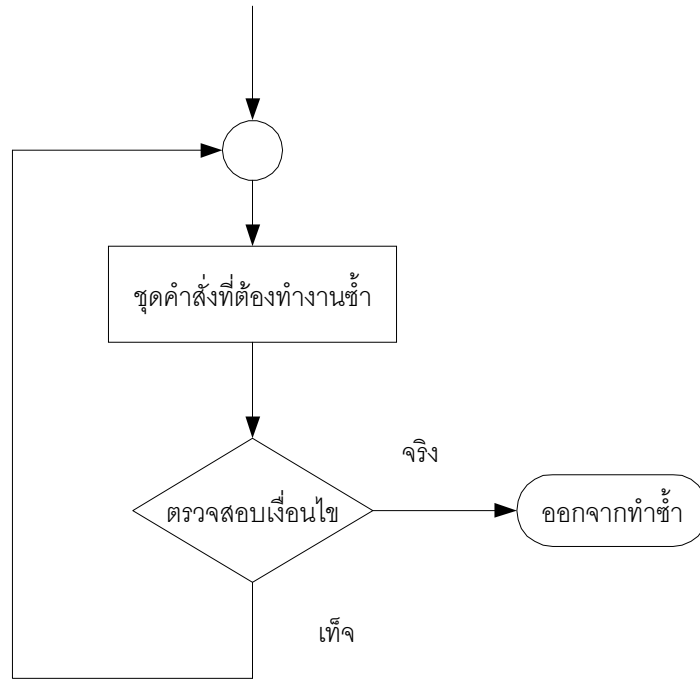 ชุดคำสั่งที่ต้องทำงานซ้ำ
จริง
ตรวจสอบเงื่อนไข
ออกจากทำซ้ำ
เท็จ